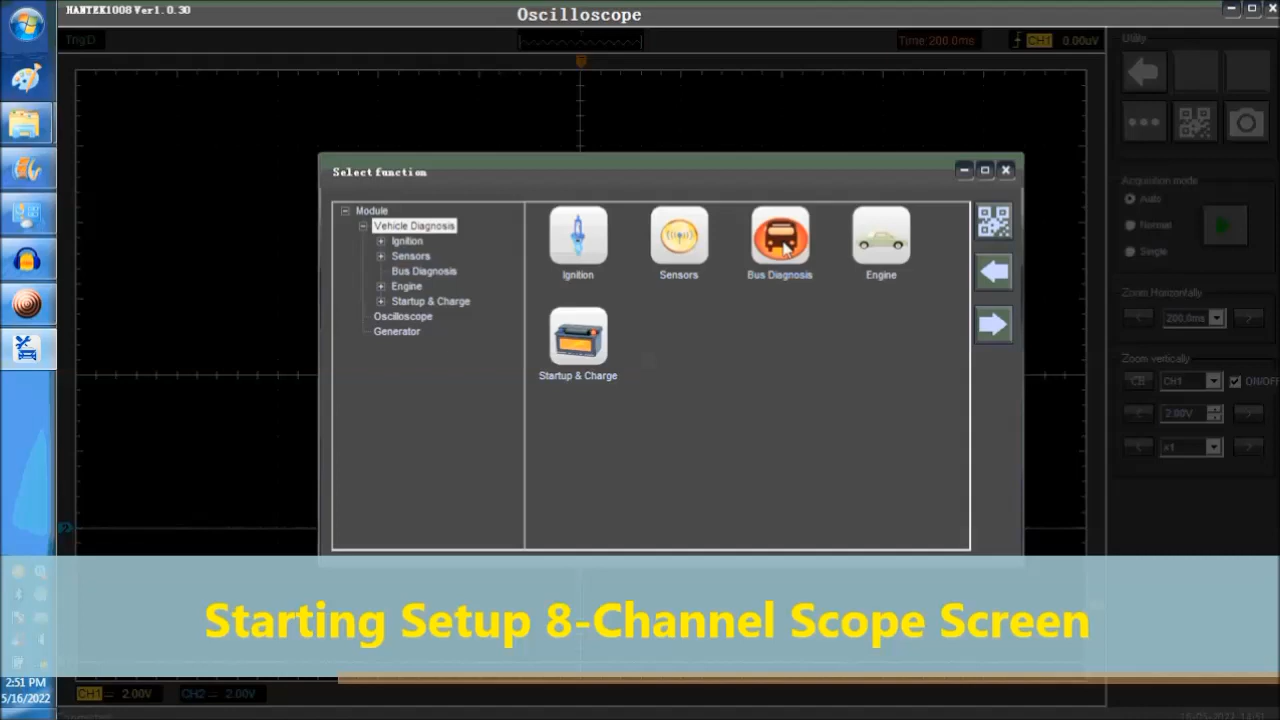 HANTEK1008 Ver1.0.30
Oscilloscope
Trig'D
Time:200.0ms
CH1 0.00uV
Utility
Select function
Module
Vehicle Diagnosis
Ignition
Sensors
Bus Diagnosis
Engine
Startup & Charge
Oscilloscope
Generator
Ignition
Sensors
Bus Diagnosis
Engine
Startup & Charge
Acquisition mode
Auto
Normal
Single
Zoom Horizontally
200.0ms
Zoom vertically
CH1
ON/OFF
2.00V
x1
Starting Setup 8-Channel Scope Screen
2:51 PM
5/16/2022
CH1 2.00V
CH2 2.00V